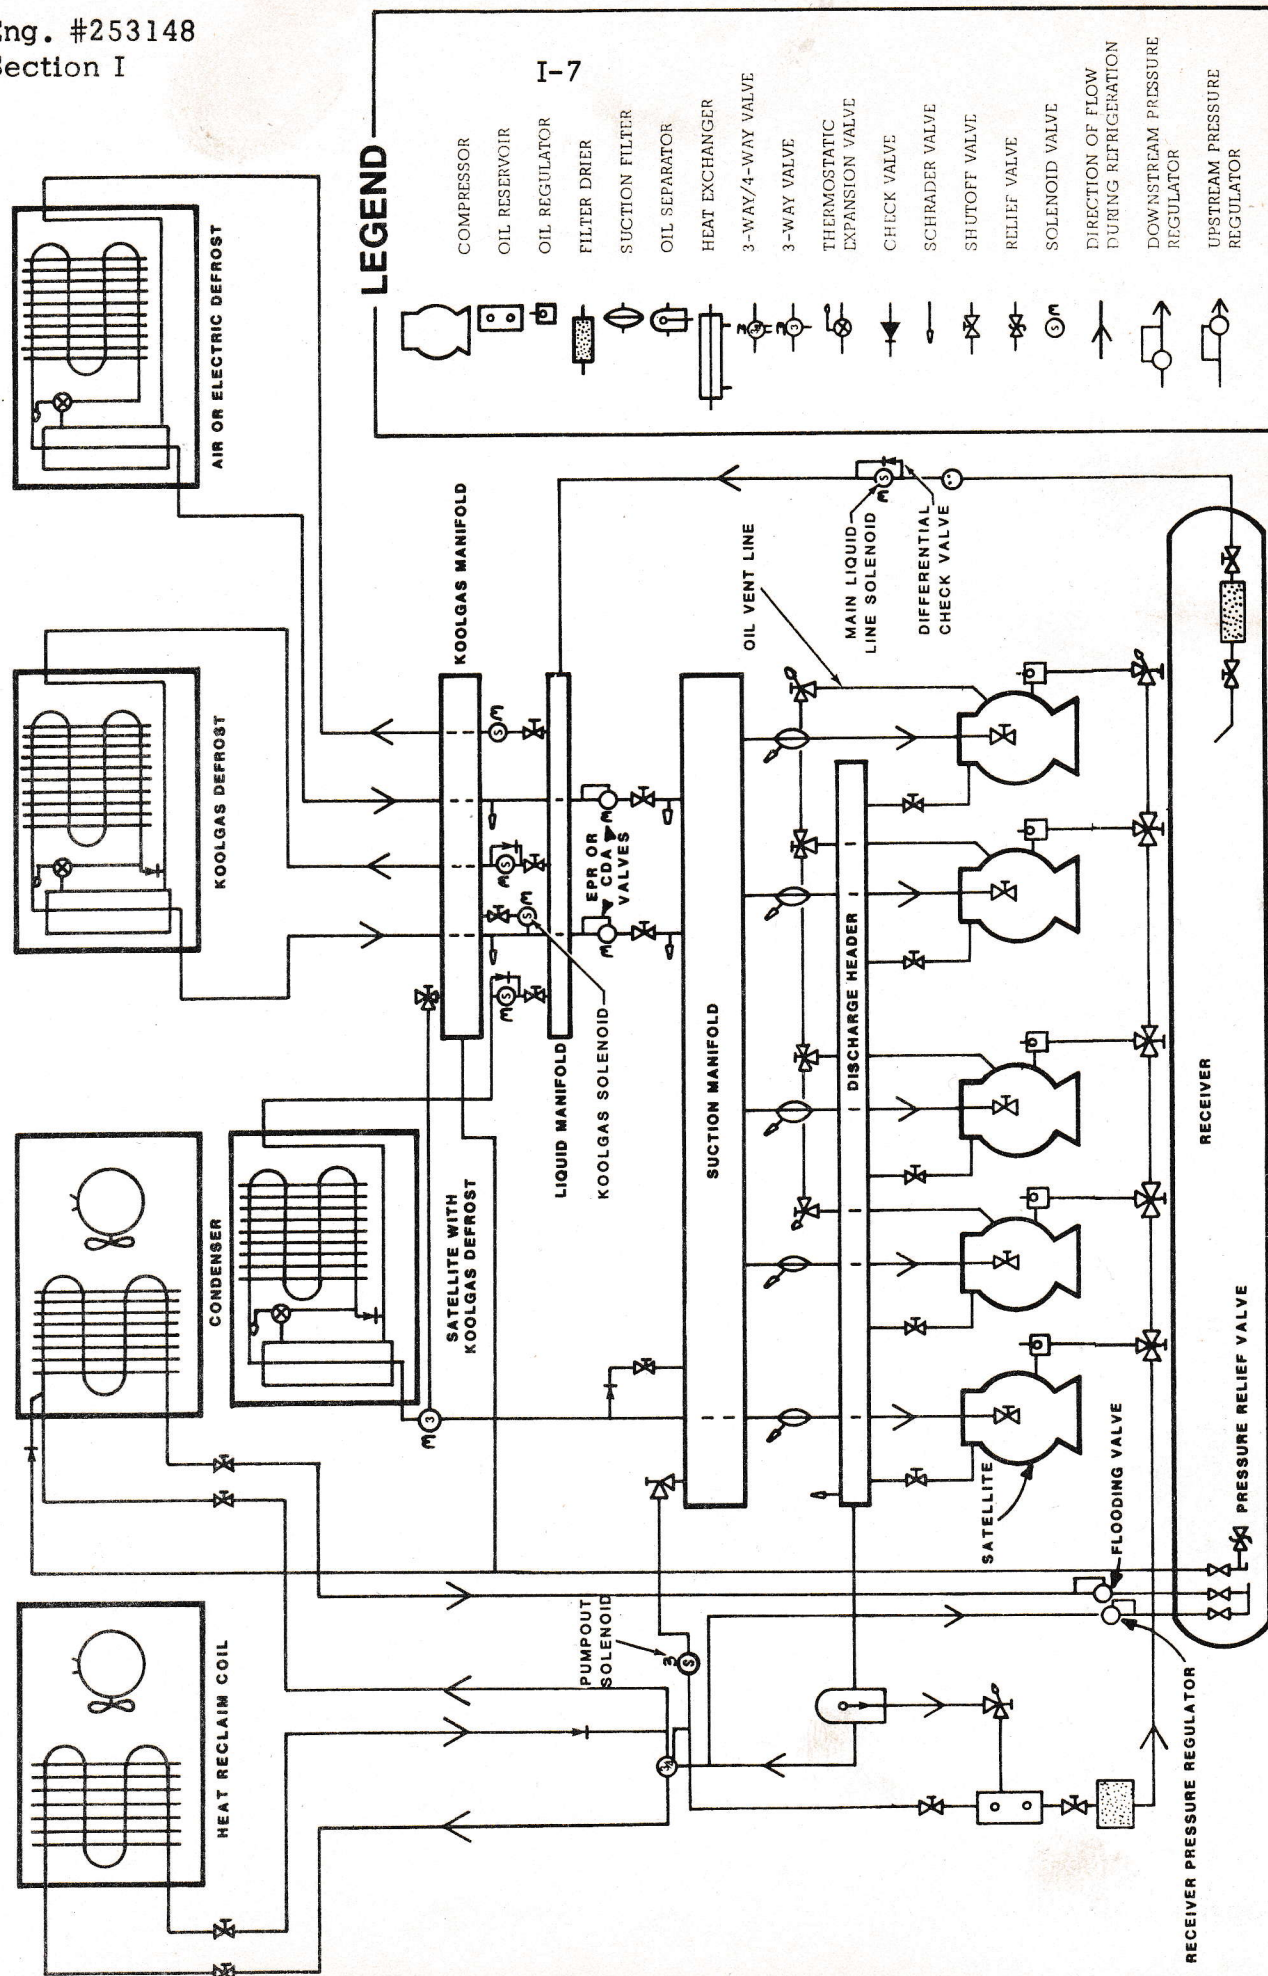 Eng. #253148
Section I
I-7
LEGEND
COMPRESSOR
OIL RESERVOIR
OIL REGULATOR
FILTER DRIER
SUCTION FILTER
OIL SEPARATOR
HEAT EXCHANGER
3-WAY/4-WAY VALVE
3-WAY VALVE
THERMOSTATIC
EXPANSION VALVE
CHECK VALVE
SCHRADER VALVE
SHUTOFF VALVE
RELIEF VALVE
SOLENOID VALVE
DIRECTION OF FLOW
DURING REFRIGERATION
DOWNSTREAM PRESSURE
REGULATOR
UPSTREAM PRESSURE
REGULATOR
AIR OR ELECTRIC DEFROST
KOOLGAS DEFROST
CONDENSER
SATELLITE WITH
KOOLGAS DEFROST
HEAT RECLAIM COIL
KOOLGAS MANIFOLD
LIQUID MANIFOLD
KOOLGAS SOLENOID
EPR OR
CDA
VALVES
SUCTION MANIFOLD
OIL VENT LINE
MAIN LIQUID
LINE SOLENOID
DIFFERENTIAL
CHECK VALVE
DISCHARGE HEADER
PUMPOUT
SOLENOID
SATELLITE
FLOODING VALVE
RECEIVER
PRESSURE RELIEF VALVE
RECEIVER PRESSURE REGULATOR